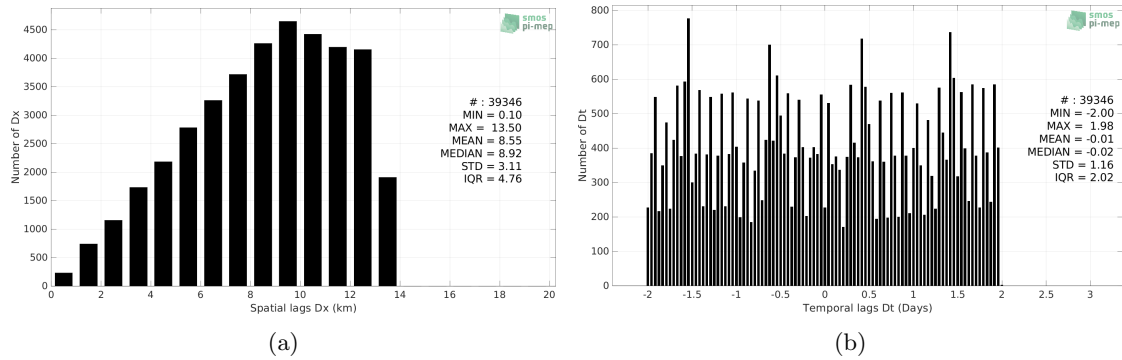 4500
4000
3500
3000
2500
2000
1500
1000
500
0
Number of Dx
smos
pi-mep
# : 39346
MIN = 0.10
MAX = 13.50
MEAN = 8.55
MEDIAN = 8.92
STD = 3.11
IQR = 4.76
0 2 4 6 8 10 12 14 16 18 20
Spatial lags Dx (km)
(a)
800
700
600
500
400
300
200
100
0
Number of Dt
smos
pi-mep
# : 39346
MIN = -2.00
MAX = 1.98
MEAN = -0.01
MEDIAN = -0.02
STD = 1.16
IQR = 2.02
-2 -1.5 -1 -0.5 0 0.5 1 1.5 2 2.5 3
Temporal lags Dt (Days)
(b)